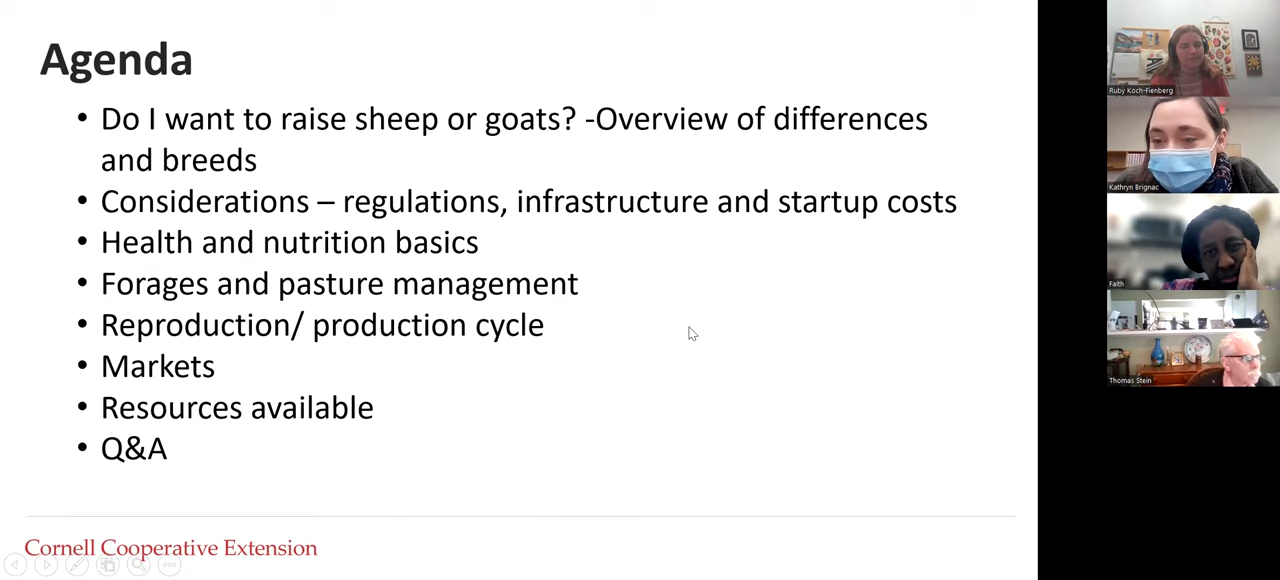 Agenda
• Do I want to raise sheep or goats? -Overview of differences
and breeds
• Considerations – regulations, infrastructure and startup costs
• Health and nutrition basics
• Forages and pasture management
• Reproduction/ production cycle
• Markets
• Resources available
• Q&A
Cornell Cooperative Extension
Ruby Koch-Fienberg
Kathryn Brignac
Faith
Thomas Stein